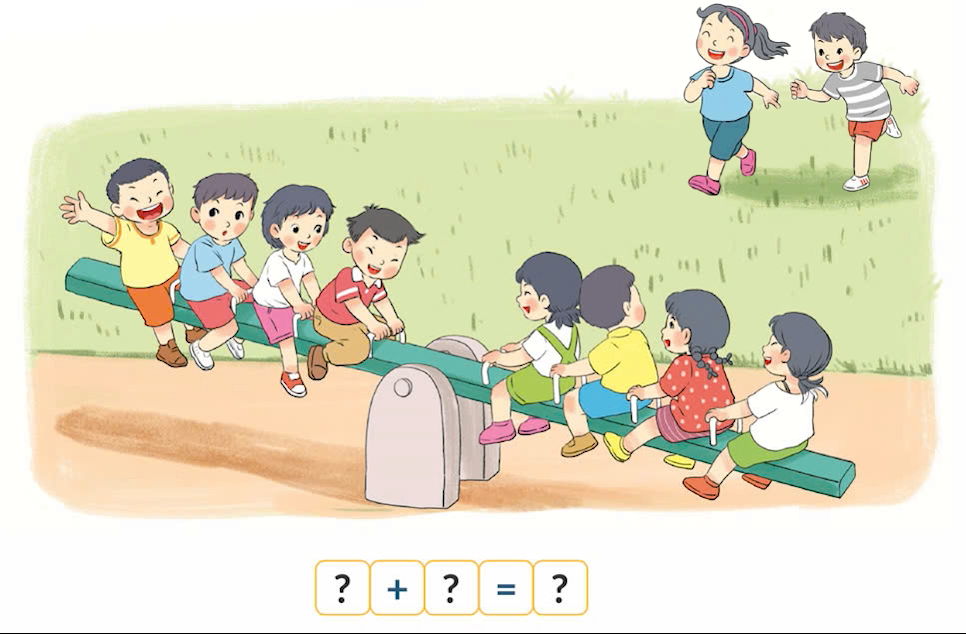 ? + ? = ?